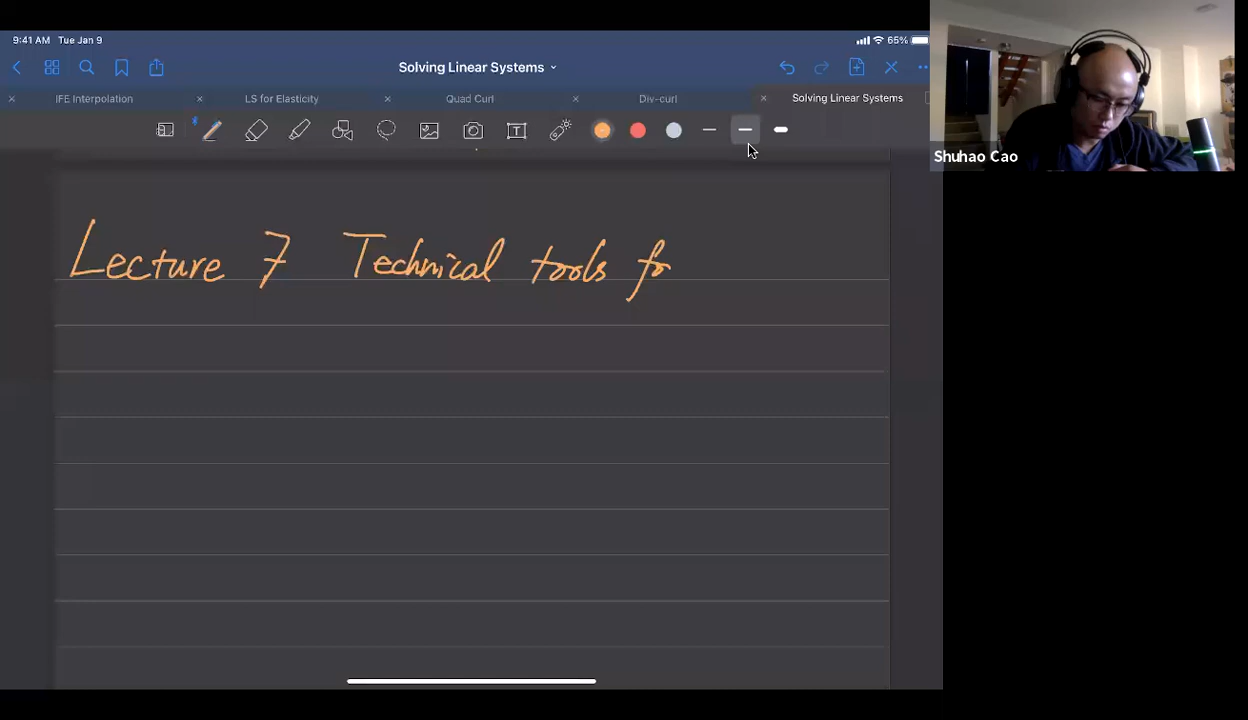 9:41 AM Tue Jan 9
65%
Solving Linear Systems
IFE Interpolation
LS for Elasticity
Quad Curl
Div-curl
Solving Linear Systems
Shuhao Cao
Lecture 7 Technical tools for